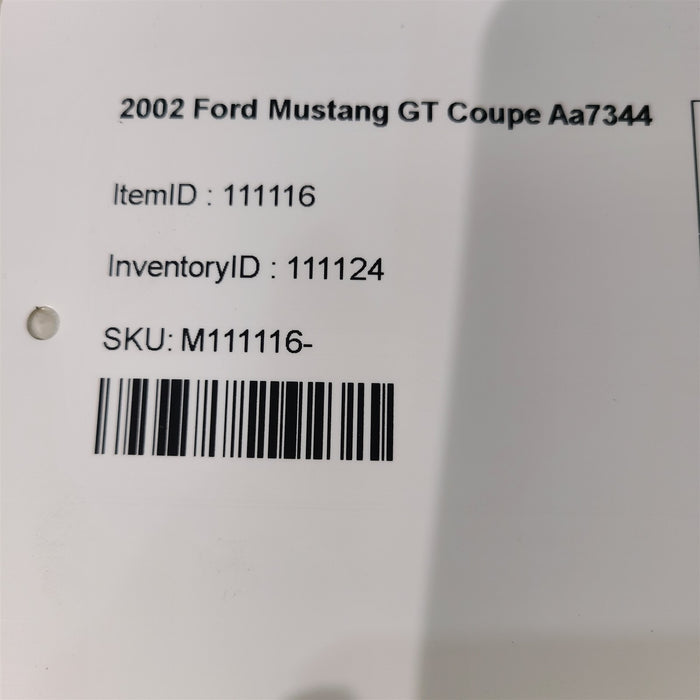 2002 Ford Mustang GT Coupe Aa7344
ItemID : 111116
InventoryID : 111124
SKU: M111116-